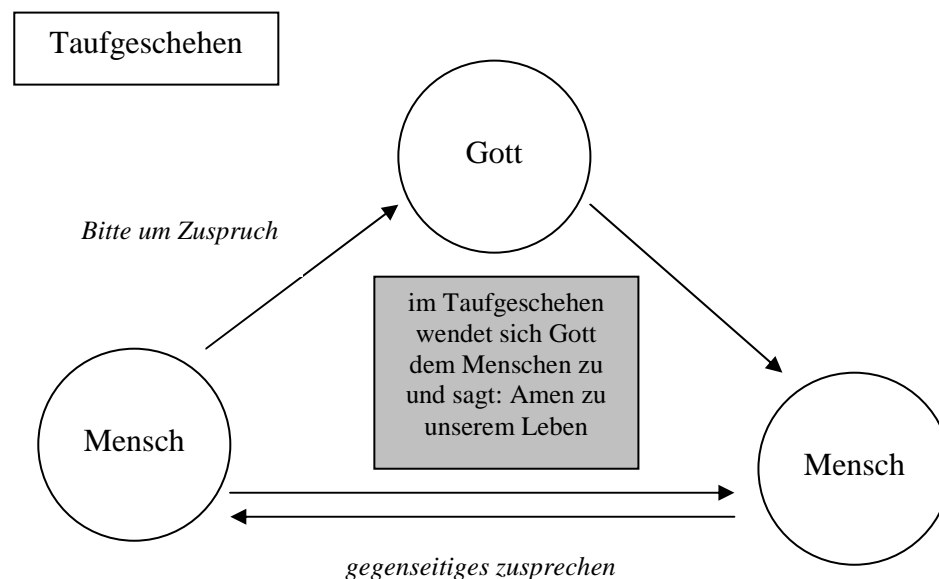 Taufgeschehen
Gott
Bitte um Zuspruch
im Taufgeschehen
wendet sich Gott
dem Menschen zu
und sagt: Amen zu
unserem Leben
Mensch
Mensch
gegenseitiges zusprechen